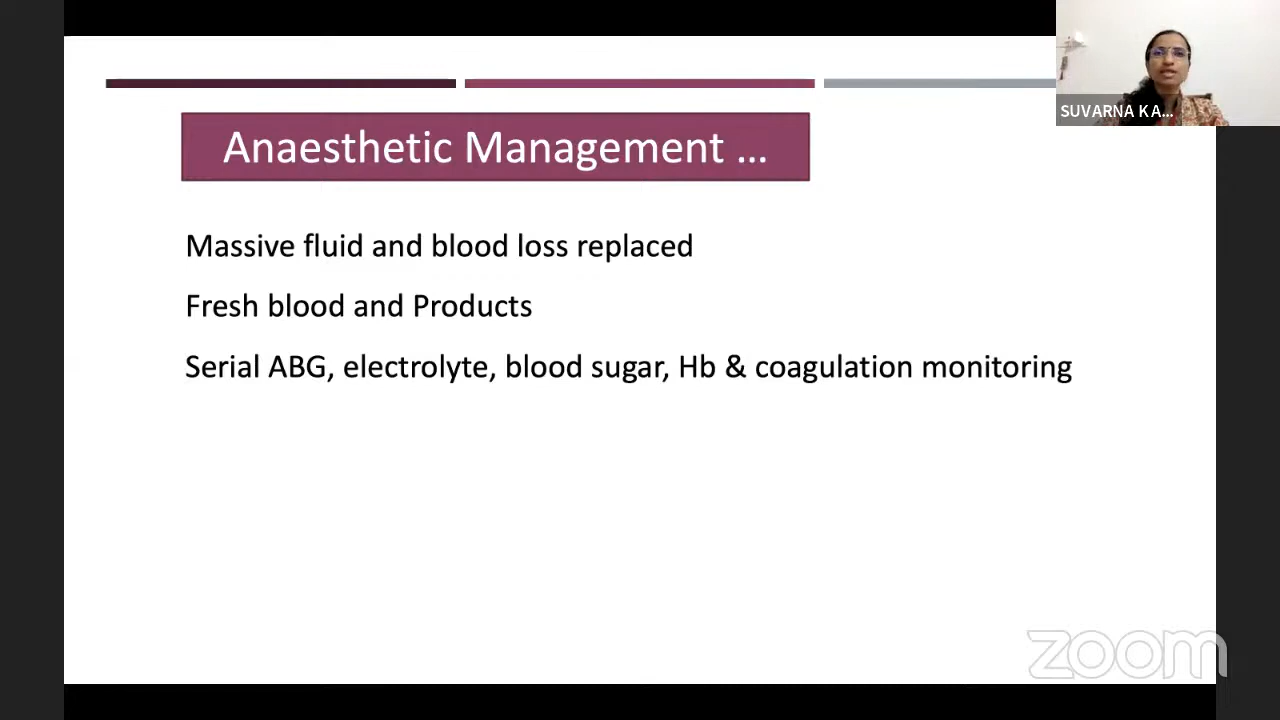 SUVARNA K A...
Anaesthetic Management ...
Massive fluid and blood loss replaced
Fresh blood and Products
Serial ABG, electrolyte, blood sugar, Hb & coagulation monitoring
zoom